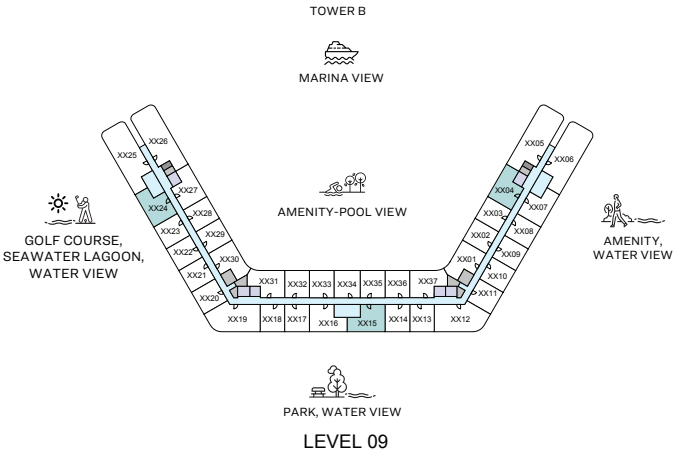 TOWER B
MARINA VIEW
XX26
XX25
XX05
XX06
XX27
XX04
XX24
XX07
AMENITY-POOL VIEW
XX28
XX03
XX23
XX08
XX29
XX02
GOLF COURSE,
SEAWATER LAGOON,
WATER VIEW
AMENITY,
WATER VIEW
XX22
XX09
XX30
XX01
XX21
XX10
XX31
XX32
XX33
XX34
XX35
XX36
XX37
XX20
XX11
XX19
XX18
XX17
XX16
XX15
XX14
XX13
XX12
PARK, WATER VIEW
LEVEL 09